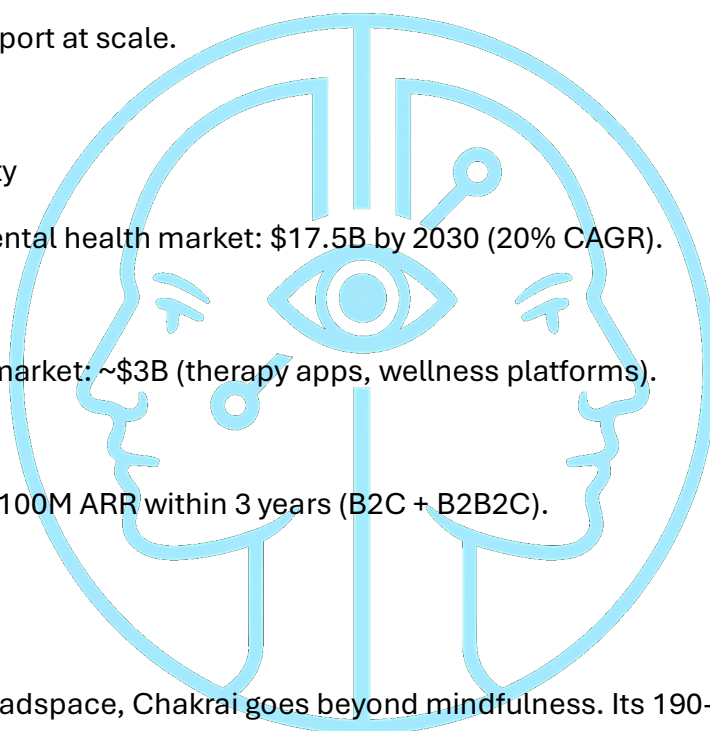 port at scale.
ty
ental health market: $17.5B by 2030 (20% CAGR).
market: ~$3B (therapy apps, wellness platforms).
100M ARR within 3 years (B2C + B2B2C).
adspace, Chakrai goes beyond mindfulness. Its 190-